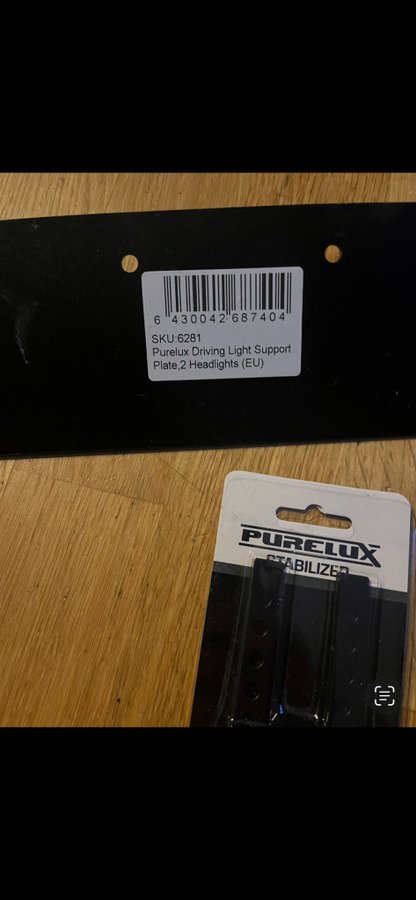 6 430042 687404
SKU:6281
Purelux Driving Light Support
Plate,2 Headlights (EU)
PURELUX
STABILIZER